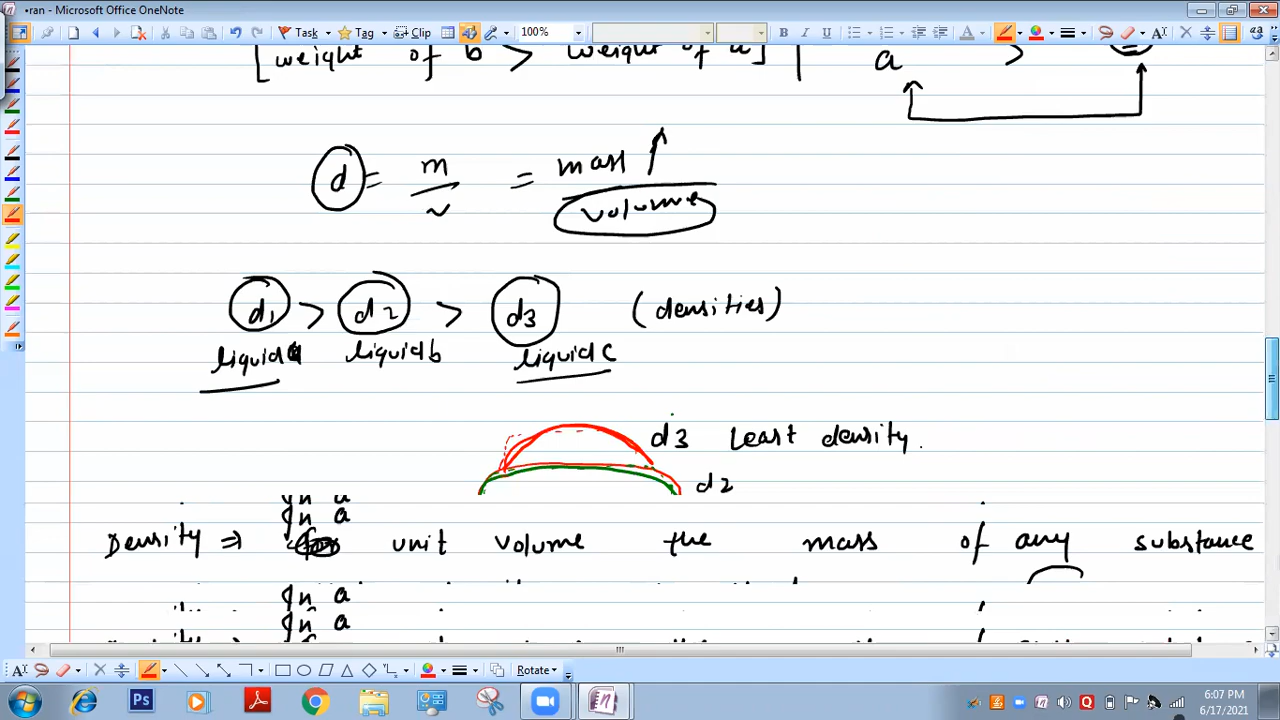 •ran - Microsoft Office OneNote
Task Tag Clip 100% B I U
[weight of b > weight of a] | a >
d = m/v = mass ↑ / volume
d1 > d2 > d3 (densities)
liquid a liquid b liquid c
d3 Least density.
d2
In a
In a
Density ⇒ unit volume the mass of any substance
In a
In a
Rotate
6:07 PM
6/17/2021